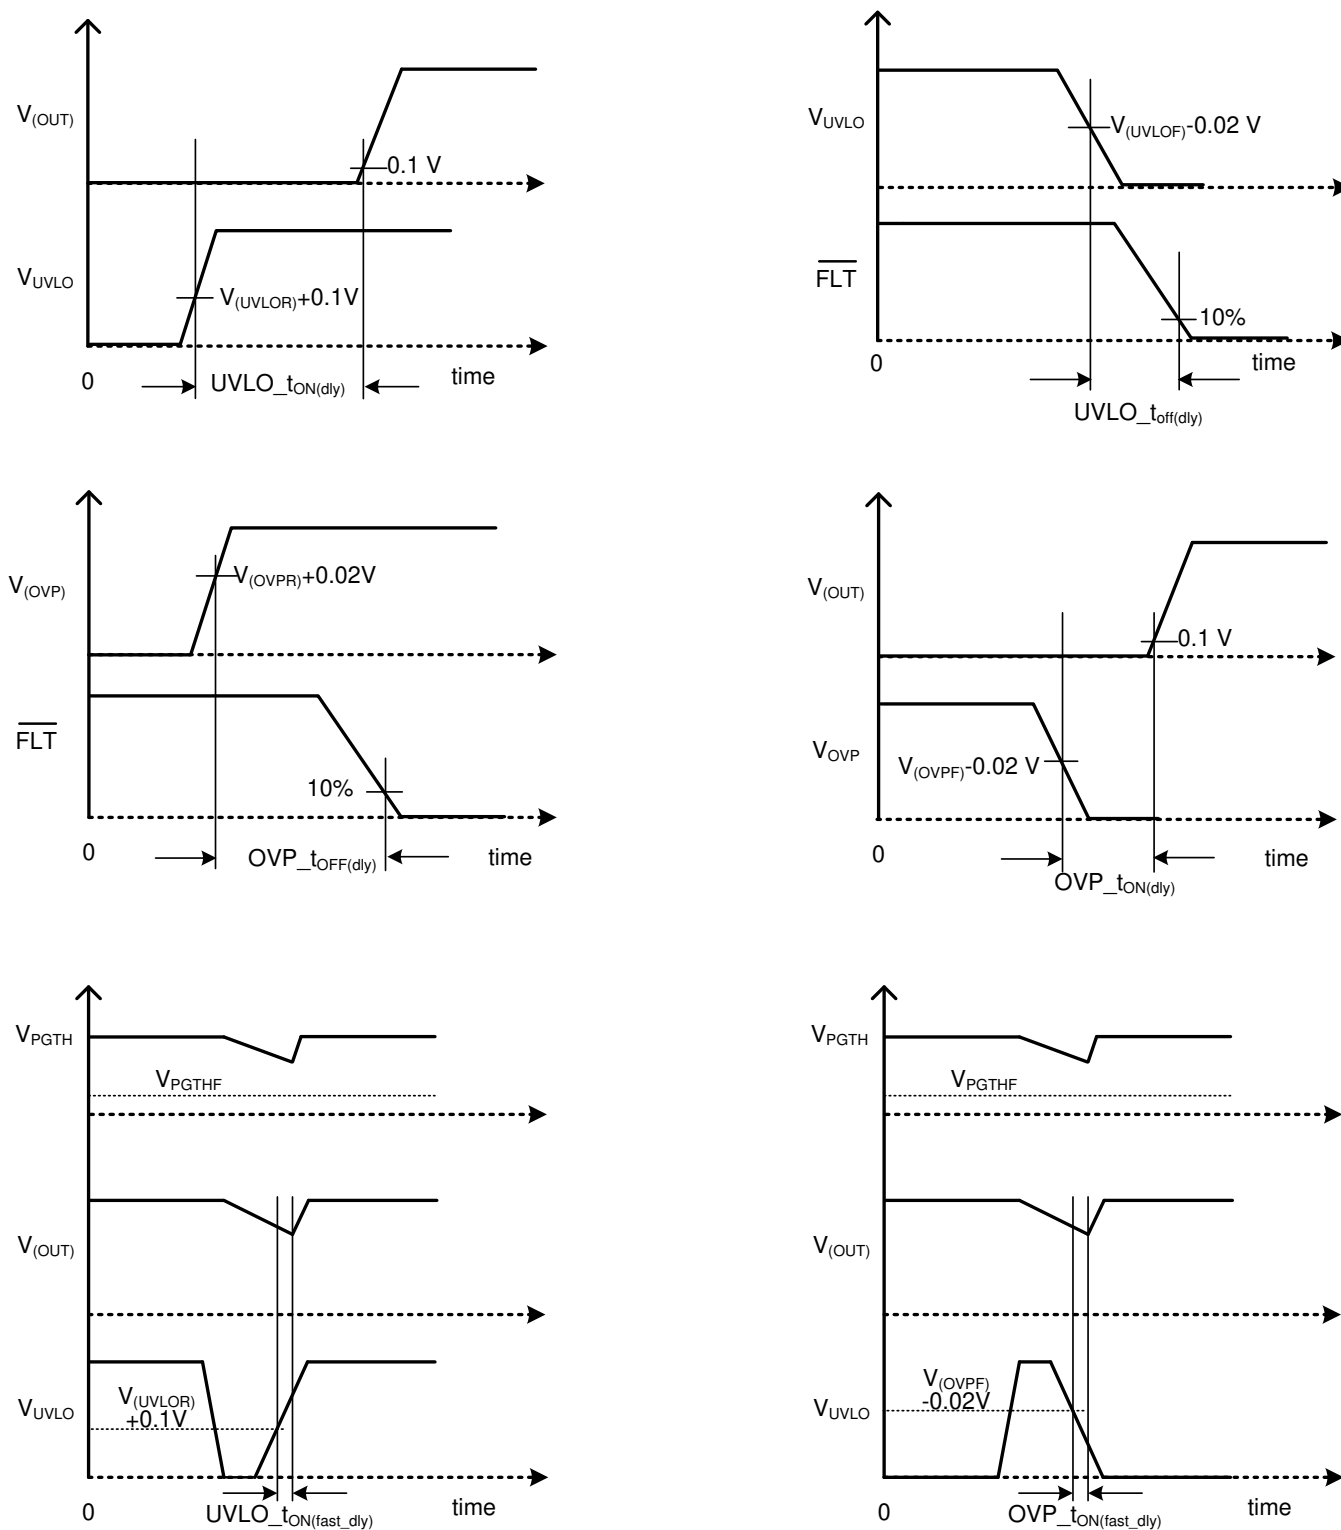 V(OUT)
0.1 V
VUVLO
V(UVLOR)+0.1V
0
UVLO_tON(dly)
time
VUVLO
V(UVLOF)-0.02 V
FLT
10%
0
time
UVLO_toff(dly)
V(OVP)
V(OVPR)+0.02V
FLT
10%
0
OVP_tOFF(dly)
time
V(OUT)
0.1 V
VOVP
V(OVPF)-0.02 V
0
time
OVP_tON(dly)
VPGTH
VPGTHF
V(OUT)
VUVLO
V(UVLOR)
+0.1V
0
UVLO_tON(fast_dly)
time
VPGTH
VPGTHF
V(OUT)
VUVLO
V(OVPF)
-0.02V
0
OVP_tON(fast_dly)
time